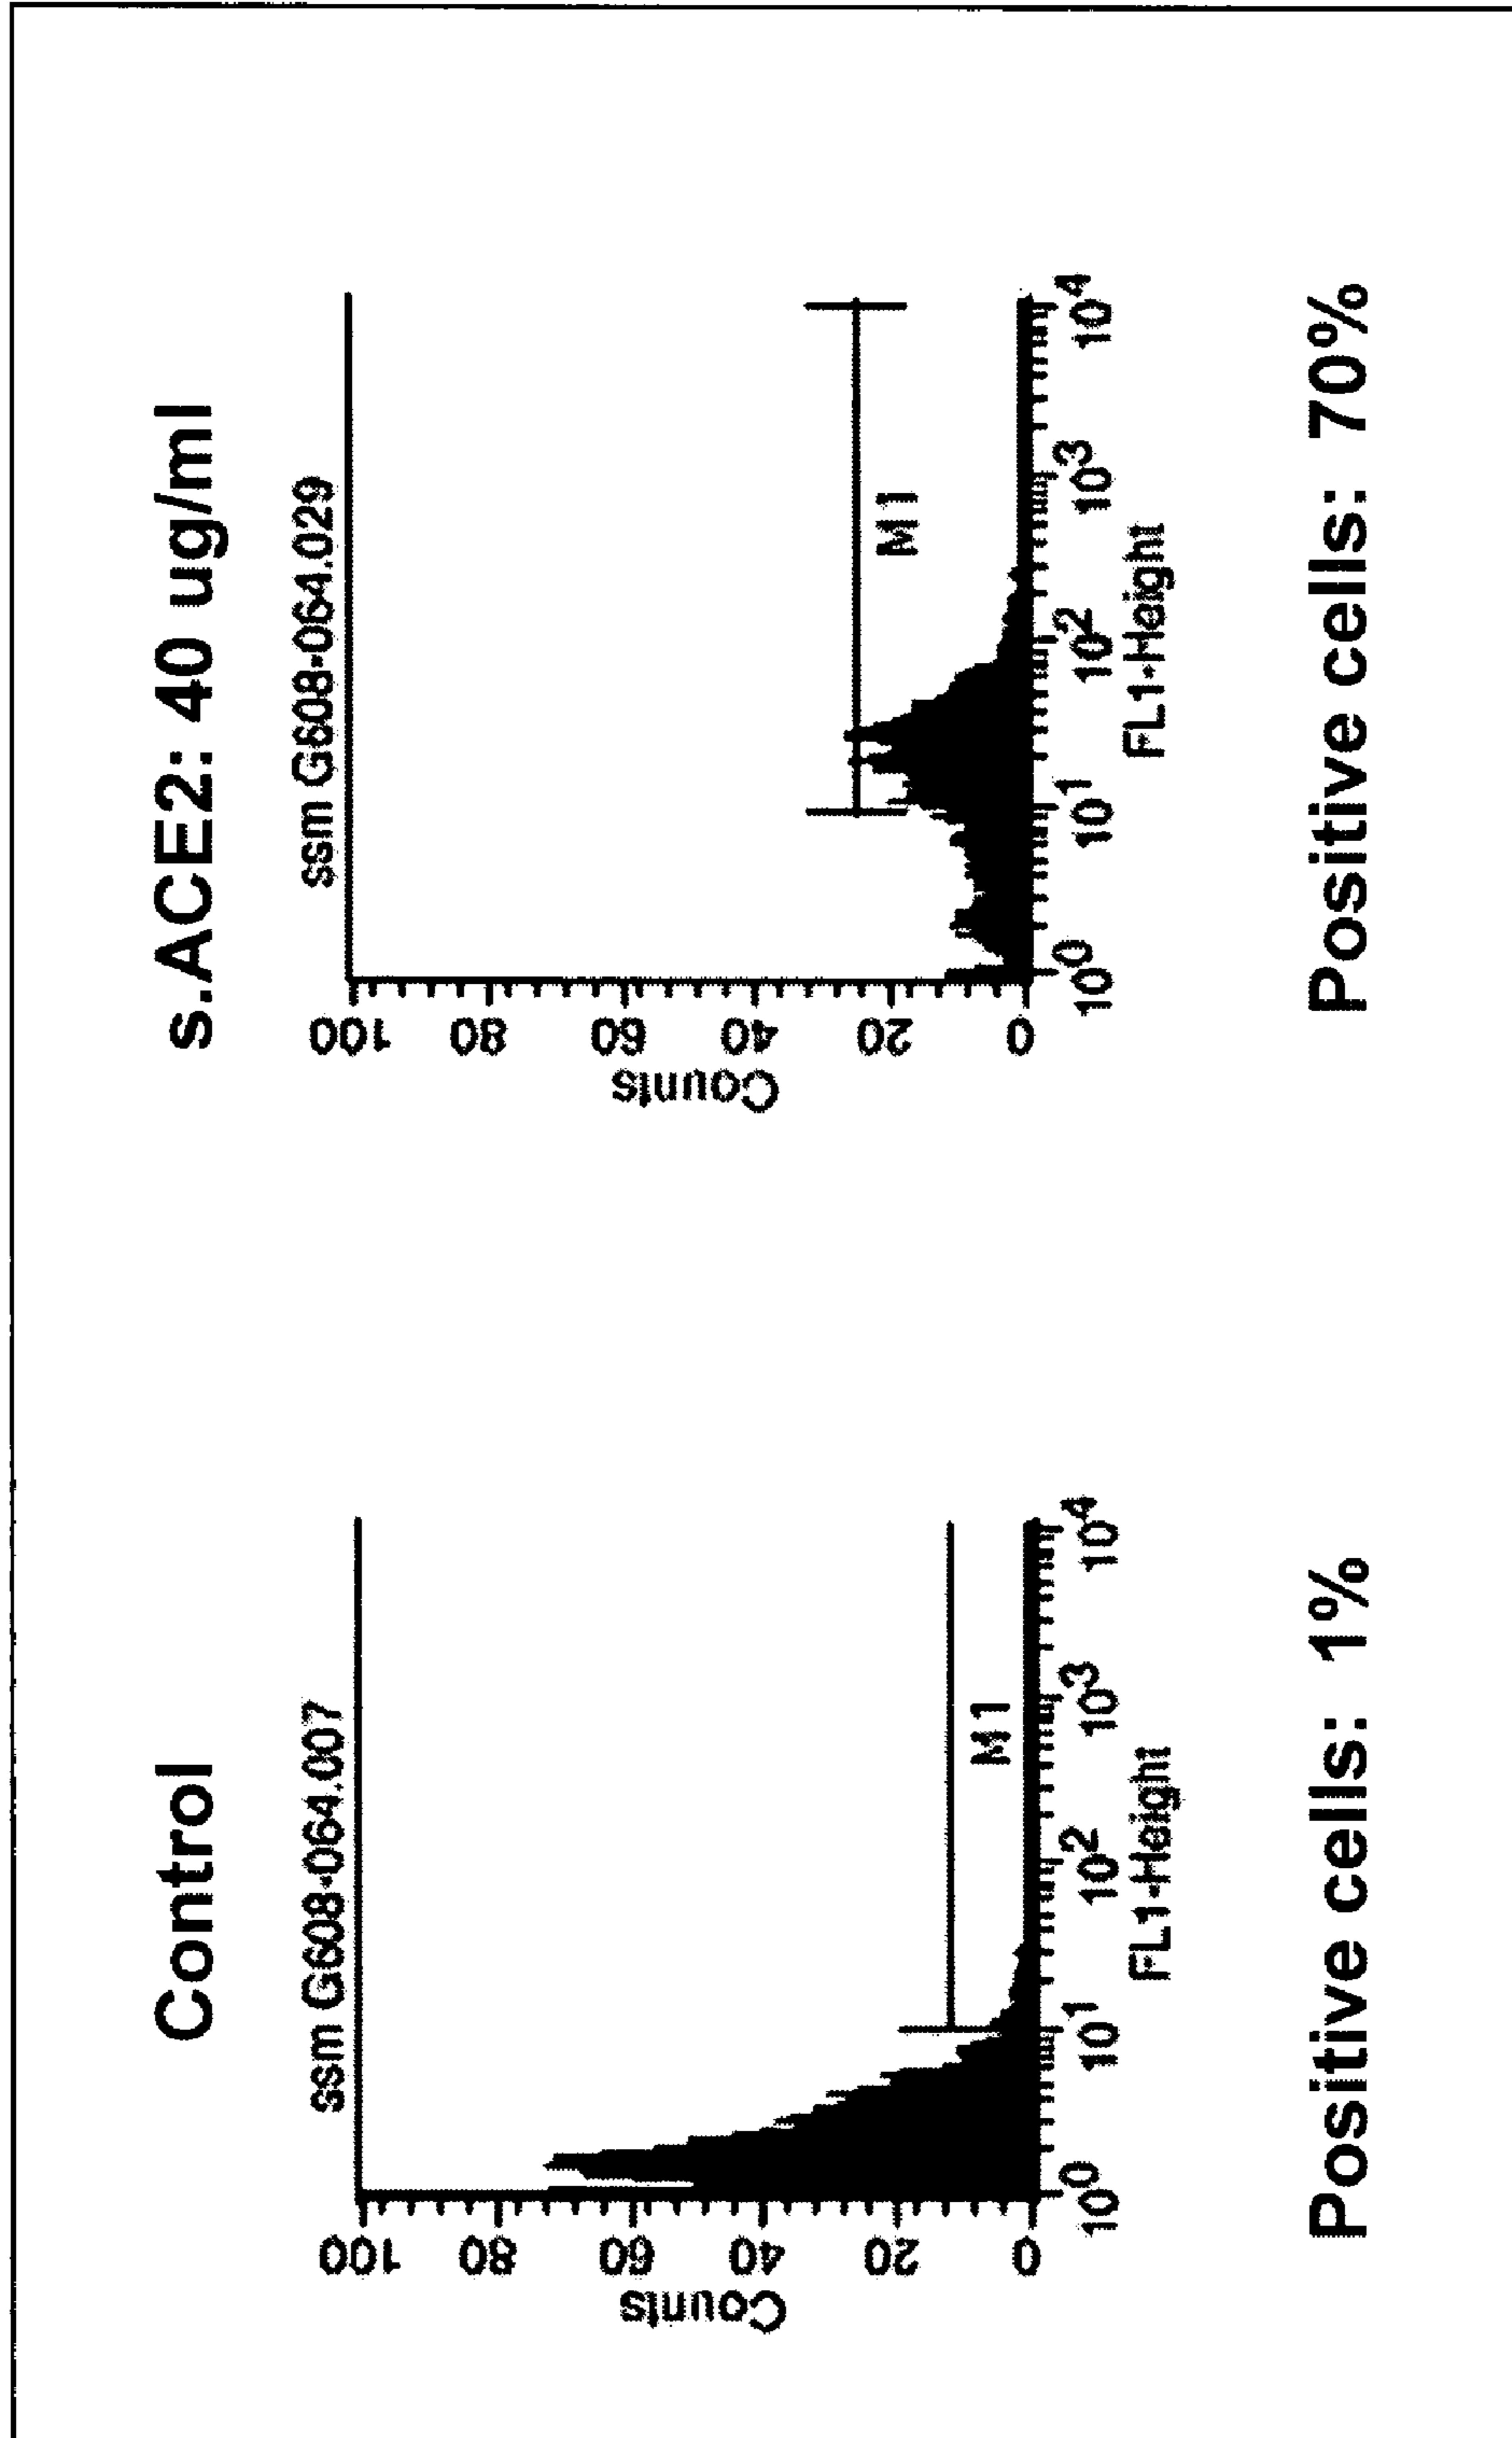 Control
ssm G608-064.007
100
80
60
40
20
0
Counts
M1
10^0 10^1 10^2 10^3 10^4
FL1-Height
Positive cells: 1%
s.ACE2: 40 ug/ml
ssm G608-064.029
100
80
60
40
20
0
Counts
M1
10^0 10^1 10^2 10^3 10^4
FL1-Height
Positive cells: 70%